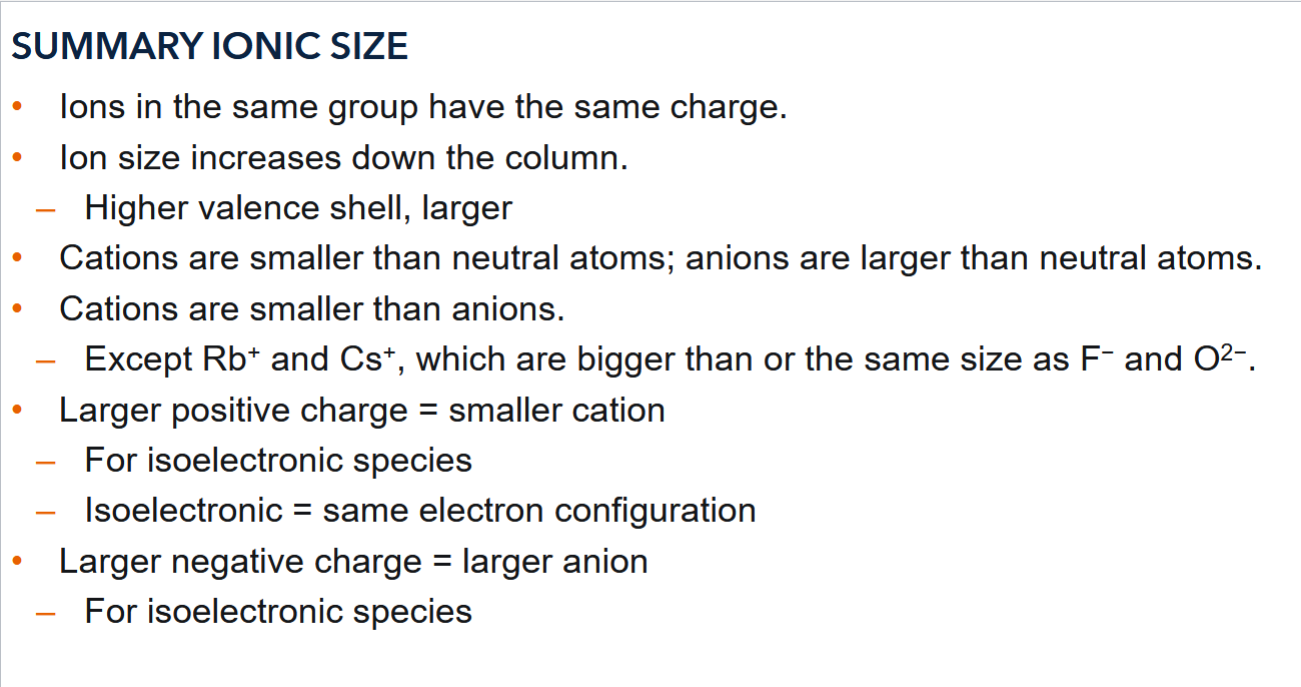 SUMMARY IONIC SIZE
• Ions in the same group have the same charge.
• Ion size increases down the column.
– Higher valence shell, larger
• Cations are smaller than neutral atoms; anions are larger than neutral atoms.
• Cations are smaller than anions.
– Except Rb⁺ and Cs⁺, which are bigger than or the same size as F⁻ and O²⁻.
• Larger positive charge = smaller cation
– For isoelectronic species
– Isoelectronic = same electron configuration
• Larger negative charge = larger anion
– For isoelectronic species